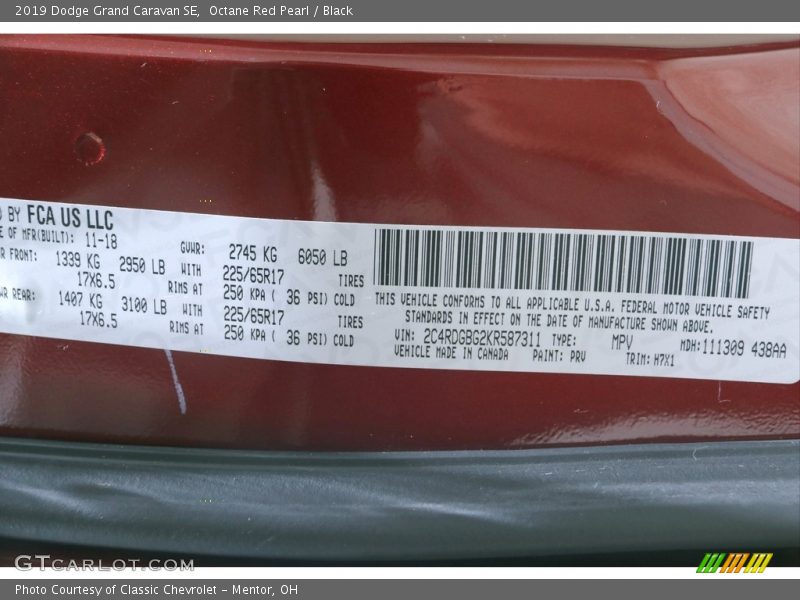 2019 Dodge Grand Caravan SE,  Octane Red Pearl / Black
BY FCA US LLC
E OF MFR(BUILT): 11-18 GVWR: 2745 KG 6050 LB
R FRONT: 1339 KG 2950 LB WITH 225/65R17 TIRES
17X6.5 RIMS AT 250 KPA ( 36 PSI) COLD
WR REAR: 1407 KG 3100 LB WITH 225/65R17 TIRES
17X6.5 RIMS AT 250 KPA ( 36 PSI) COLD
THIS VEHICLE CONFORMS TO ALL APPLICABLE U.S.A. FEDERAL MOTOR VEHICLE SAFETY
STANDARDS IN EFFECT ON THE DATE OF MANUFACTURE SHOWN ABOVE.
VIN: 2C4RDGBG2KR587311 TYPE: MPV MDH:111309 438AA
VEHICLE MADE IN CANADA PAINT: PRV TRIM: H7X1
GTCARLOT.COM
Photo Courtesy of Classic Chevrolet - Mentor, OH